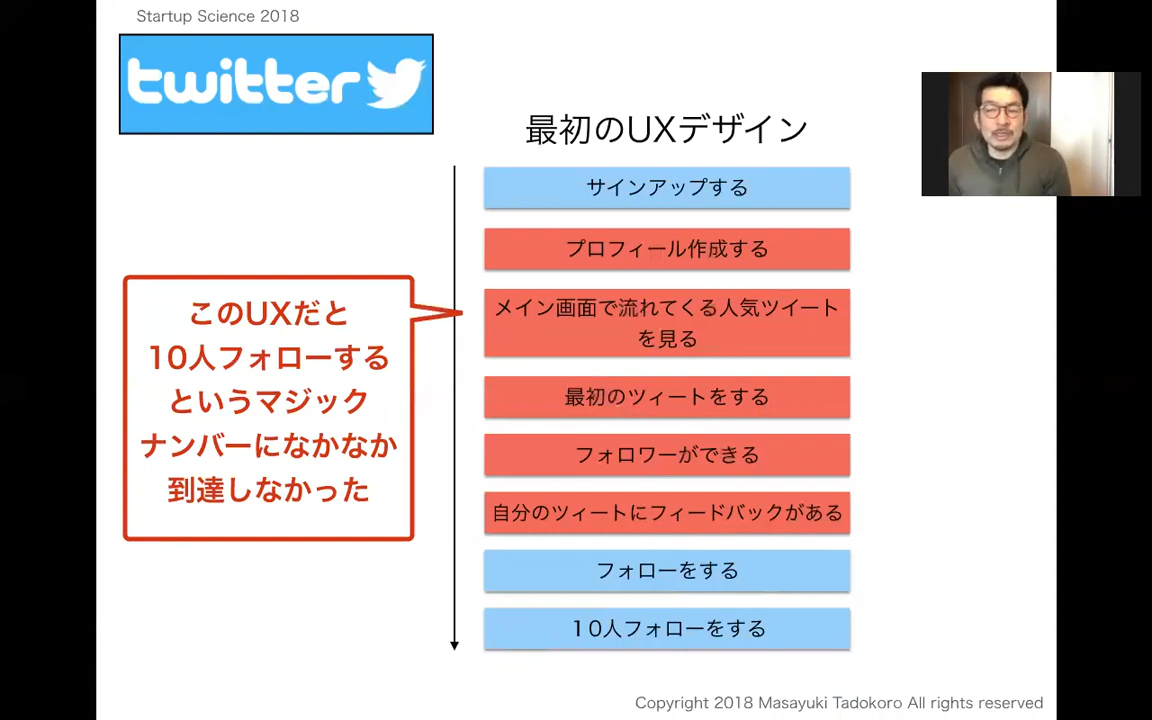 Startup Science 2018
twitter
最初のUXデザイン
サインアップする
プロフィール作成する
メイン画面で流れてくる人気ツイート
を見る
最初のツィートをする
フォロワーができる
自分のツィートにフィードバックがある
フォローをする
10人フォローをする
このUXだと
10人フォローする
というマジック
ナンバーになかなか
到達しなかった
Copyright 2018 Masayuki Tadokoro All rights reserved